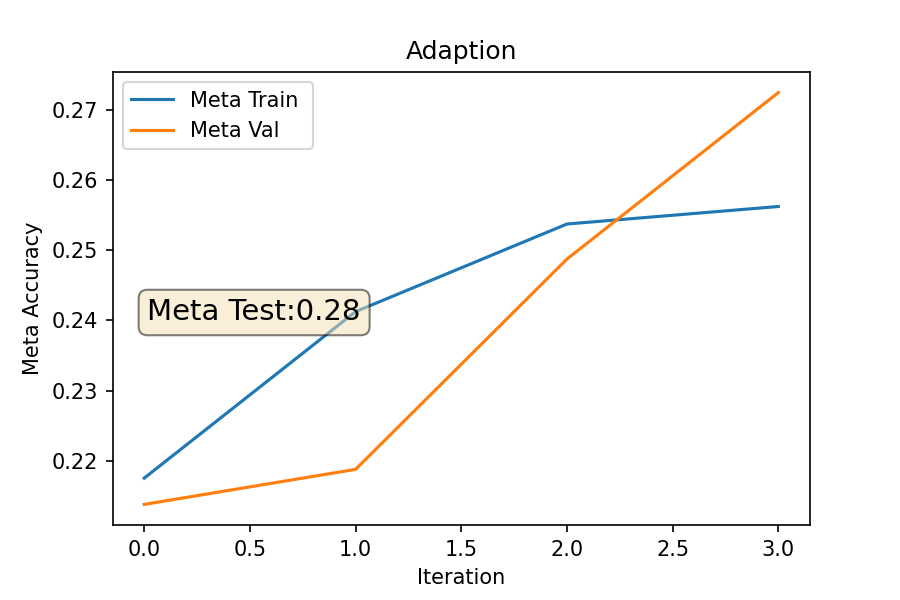 Adaption
Meta Train
Meta Val
Meta Test:0.28
Meta Accuracy
0.27
0.26
0.25
0.24
0.23
0.22
0.0 0.5 1.0 1.5 2.0 2.5 3.0
Iteration